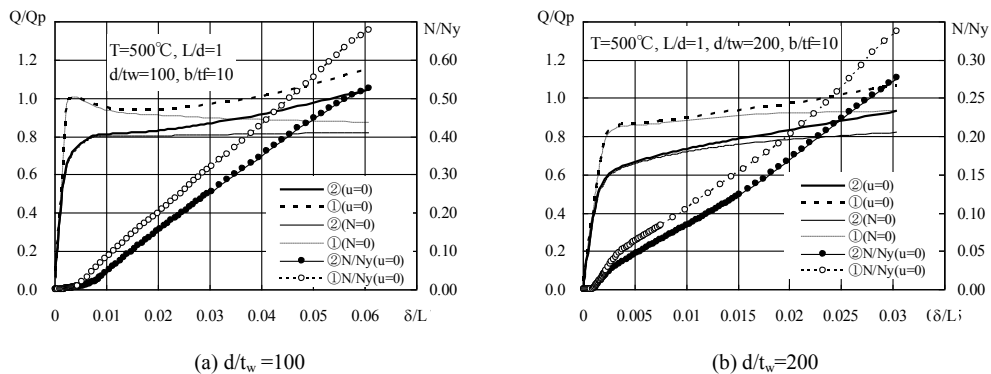 Q/Qp
N/Ny
T=500℃, L/d=1
d/tw=100, b/tf=10
1.4
1.2
1.0
0.8
0.6
0.4
0.2
0.0
0.60
0.50
0.40
0.30
0.20
0.10
0.00
②(u=0)
①(u=0)
②(N=0)
①(N=0)
②N/Ny(u=0)
①N/Ny(u=0)
0 0.01 0.02 0.03 0.04 0.05 0.06 δ/L
(a) d/tw =100
Q/Qp
N/Ny
T=500℃, L/d=1, d/tw=200, b/tf=10
1.4
1.2
1.0
0.8
0.6
0.4
0.2
0.0
0.30
0.25
0.20
0.15
0.10
0.05
0.00
②(u=0)
①(u=0)
②(N=0)
①(N=0)
②N/Ny(u=0)
①N/Ny(u=0)
0 0.005 0.01 0.015 0.02 0.025 0.03 (δ/L
(b) d/tw=200